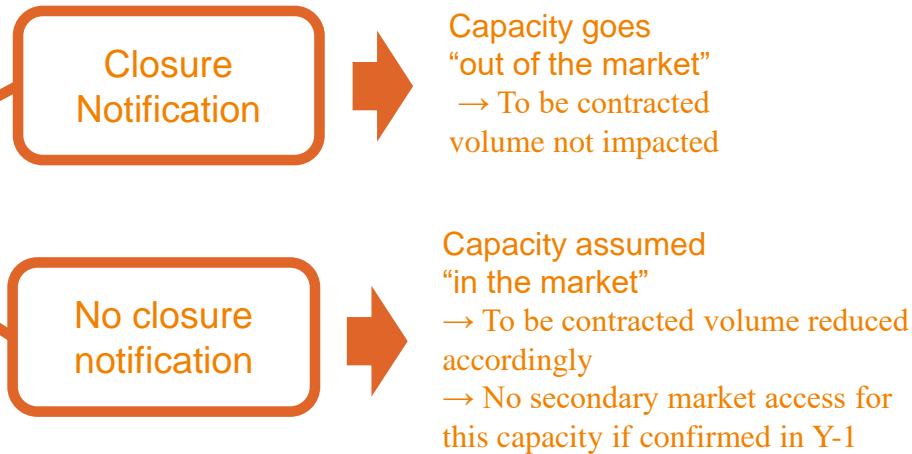 Closure
Notification
Capacity goes
“out of the market”
→ To be contracted
volume not impacted
No closure
notification
Capacity assumed
“in the market”
→ To be contracted volume reduced
accordingly
→ No secondary market access for
this capacity if confirmed in Y-1